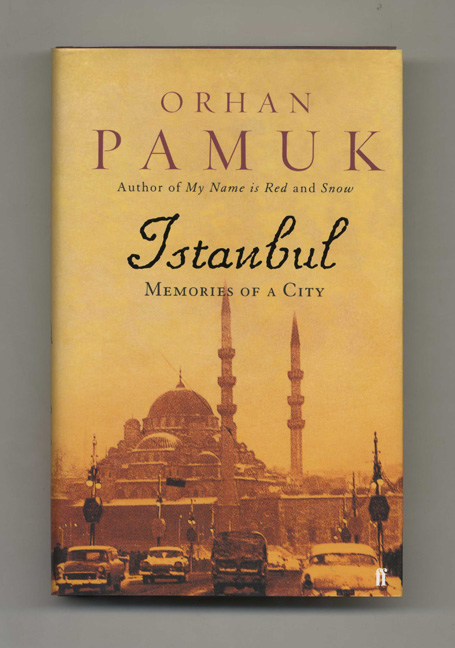 ORHAN
PAMUK
Author of My Name is Red and Snow
Istanbul
MEMORIES OF A CITY
ff